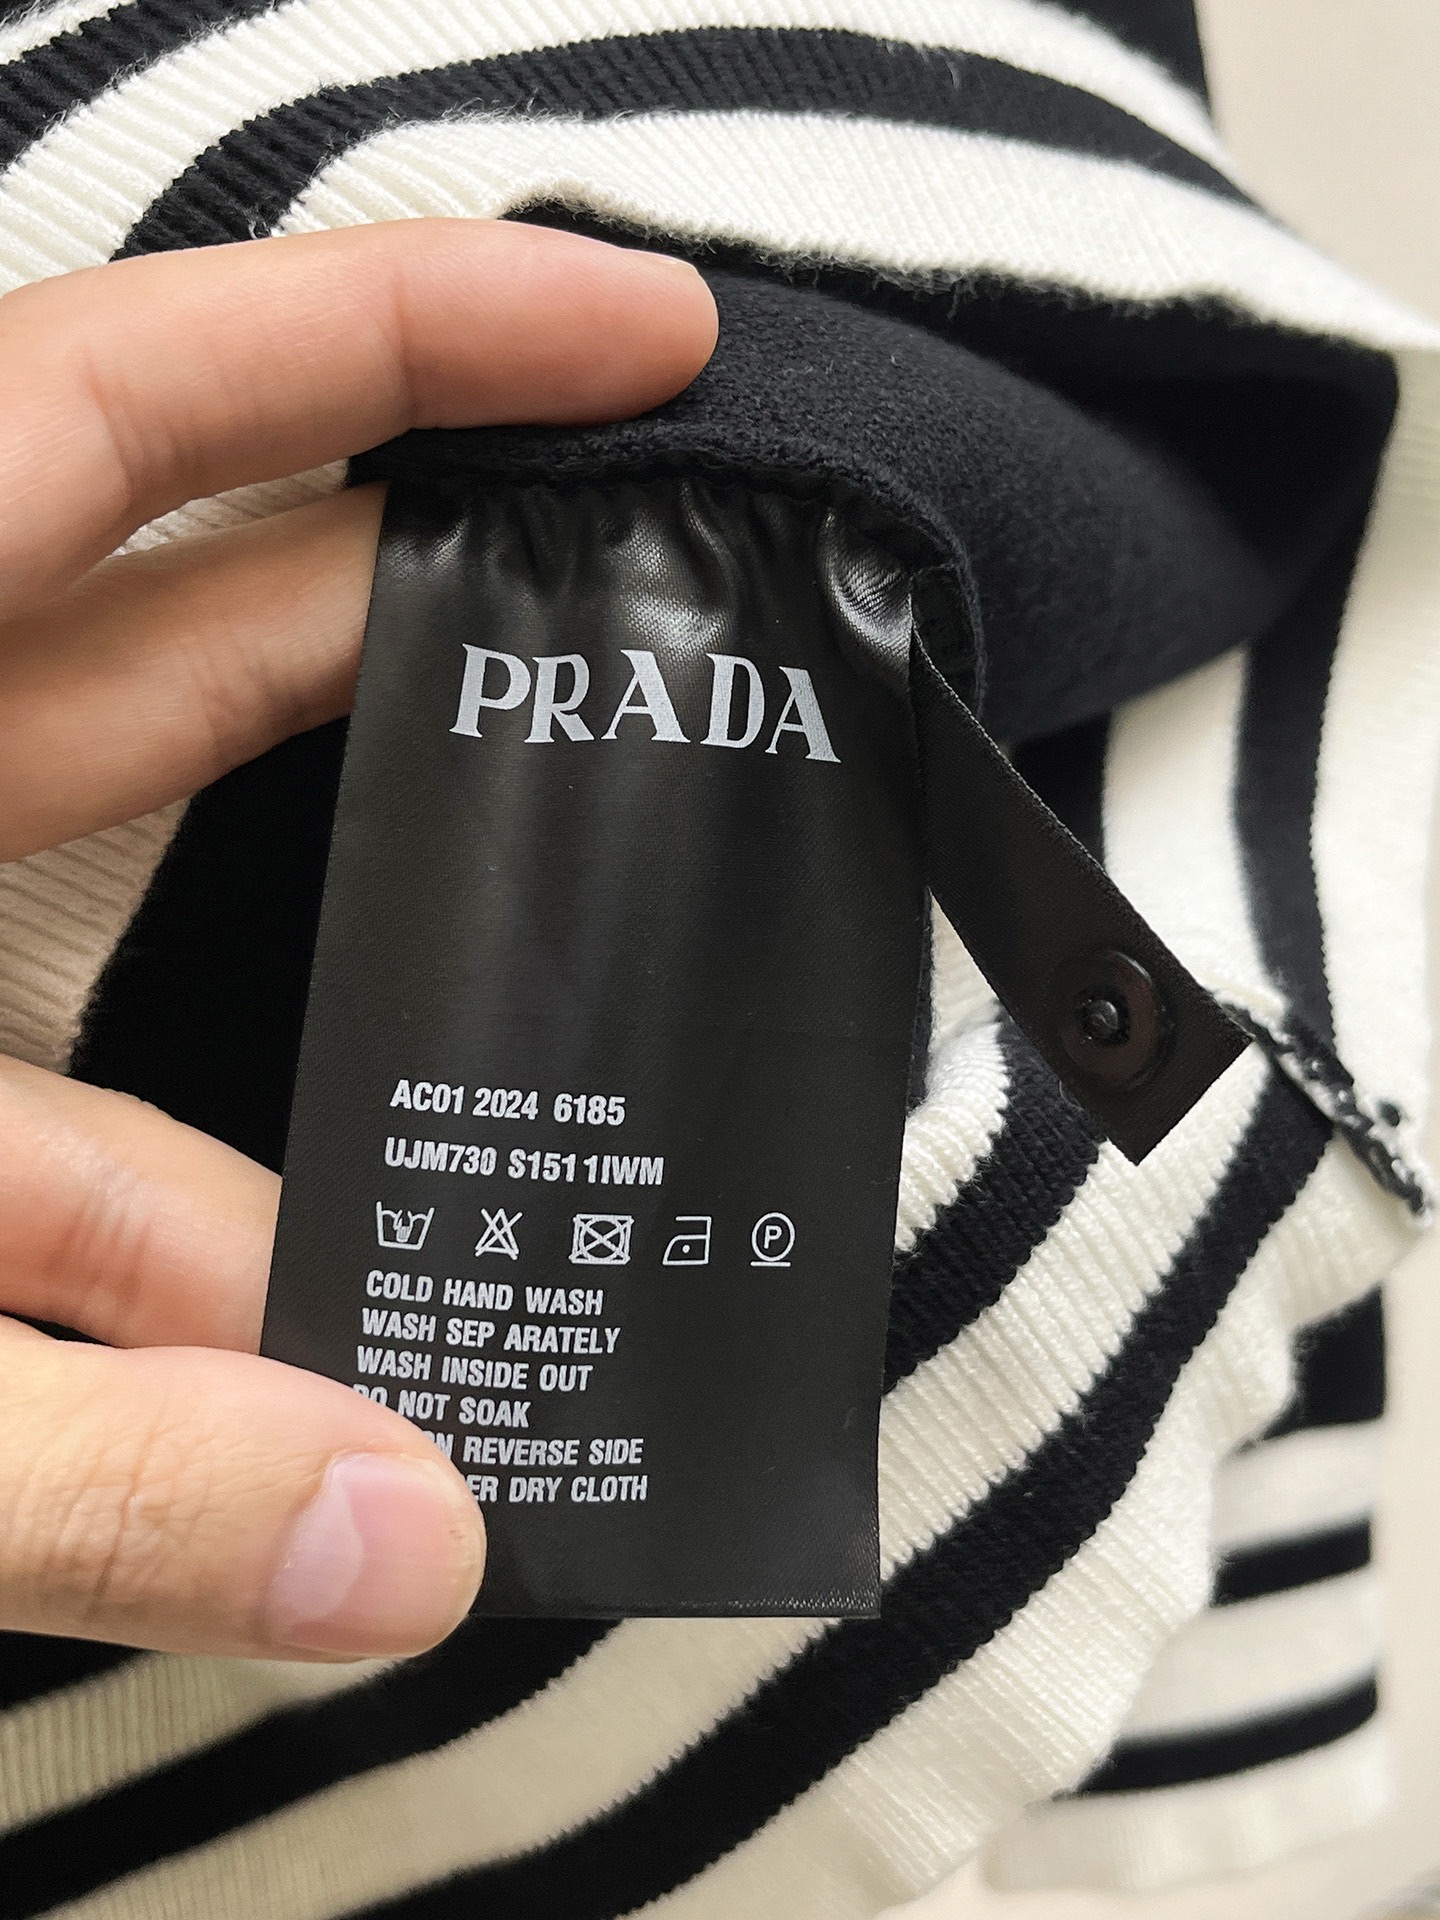 PRADA
AC01 2024 6185
UJM730 S151 1IWM
P
COLD HAND WASH
WASH SEP ARATELY
WASH INSIDE OUT
DO NOT SOAK
REVERSE SIDE
DRY CLOTH